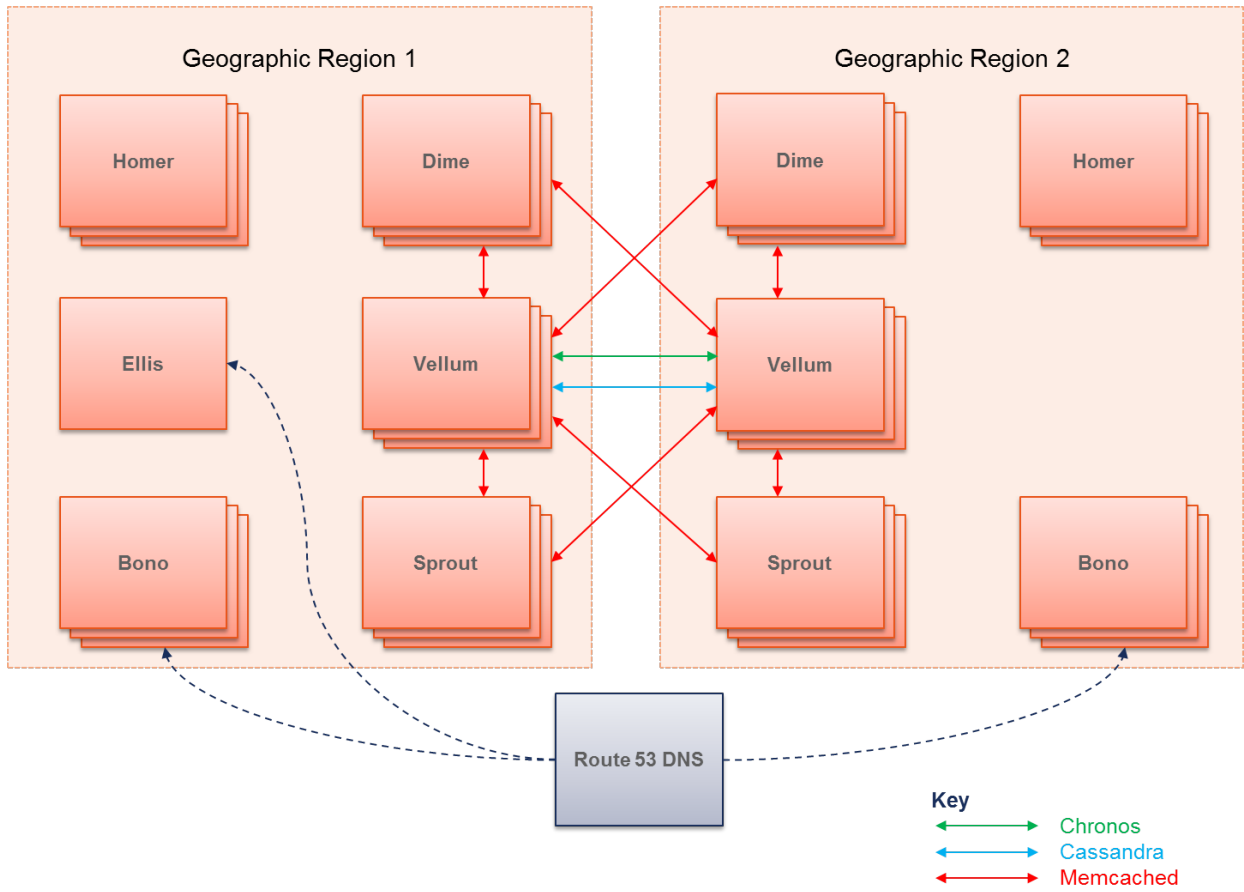 Geographic Region 1
Geographic Region 2
Homer
Dime
Dime
Homer
Ellis
Vellum
Vellum
Bono
Sprout
Sprout
Bono
Route 53 DNS
Key
Chronos
Cassandra
Memcached